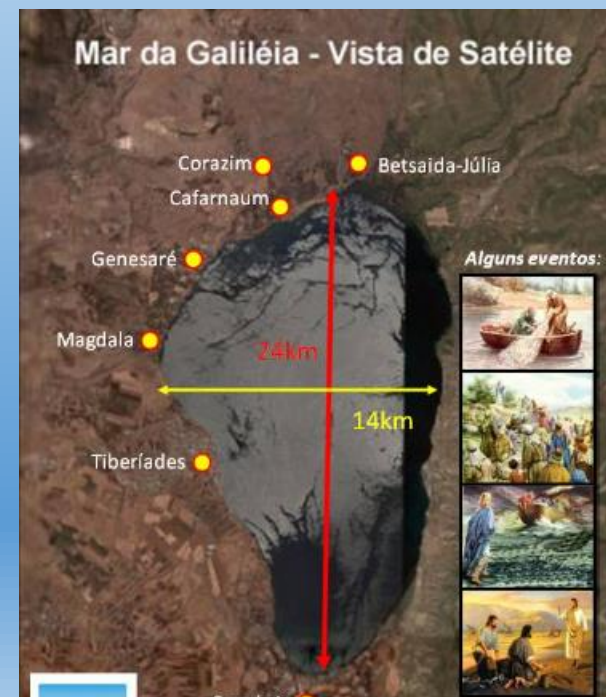 Mar da Galiléia - Vista de Satélite
Corazim
Betsaida-Júlia
Cafarnaum
Genesaré
Alguns eventos:
Magdala
24km
14km
Tiberíades